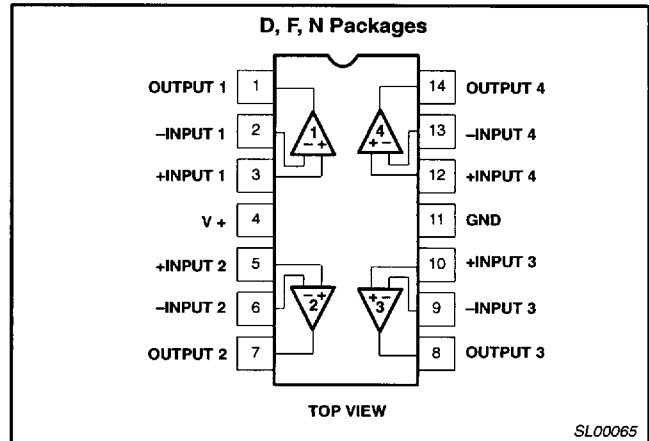 D, F, N Packages
OUTPUT 1 1 14 OUTPUT 4
–INPUT 1 2 1 4 13 –INPUT 4
– + + –
+INPUT 1 3 12 +INPUT 4
V + 4 11 GND
+INPUT 2 5 10 +INPUT 3
– + + –
–INPUT 2 6 2 3 9 –INPUT 3
OUTPUT 2 7 8 OUTPUT 3
TOP VIEW
SL00065